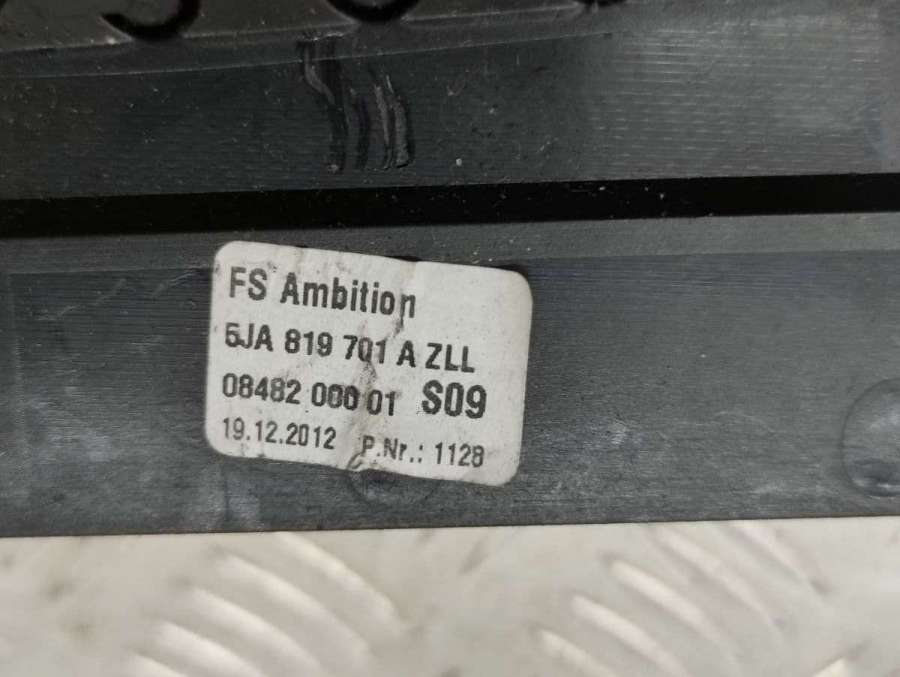 FS Ambition
5JA 819 701 A ZLL
08482 000 01 S09
19.12.2012 P.Nr.: 1128